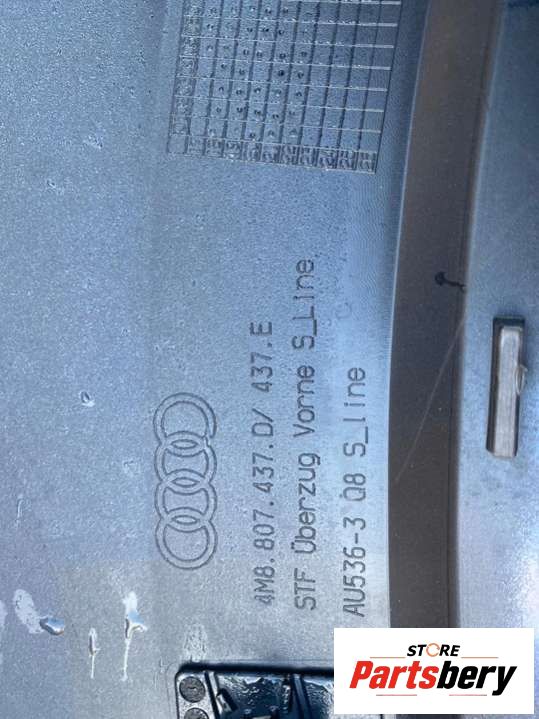 4M8.807.437.D/ 437.E
STF Überzug Vorne S_Line
AU536-3 Q8 S_line
STORE
Partsbery